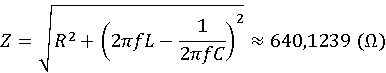 Z = √(R² + (2πfL − 1/(2πfC))²) ≈ 640,1239 (Ω)